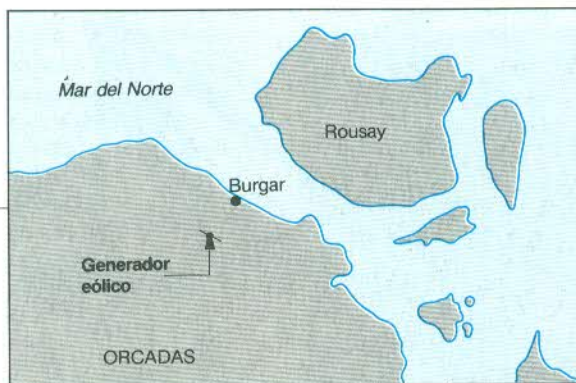 Mar del Norte
Rousay
Burgar
Generador
eólico
ORCADAS